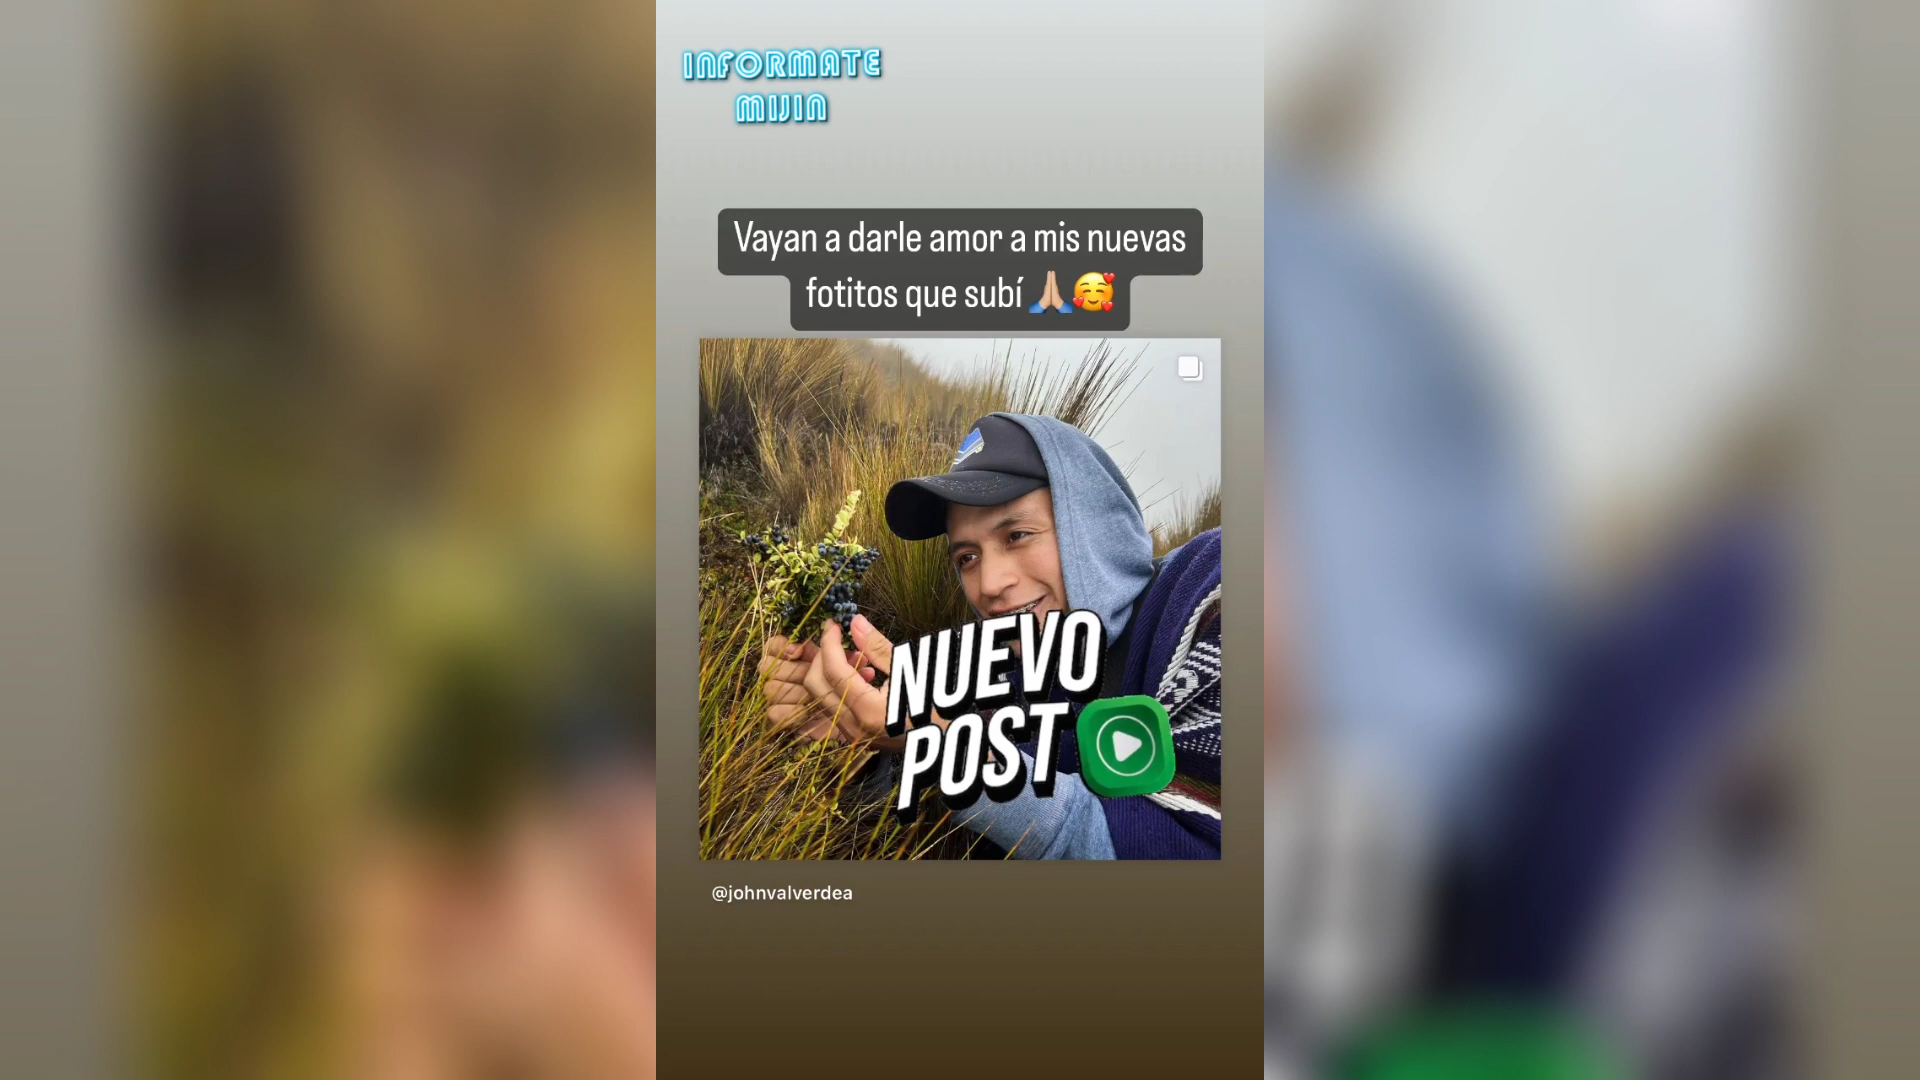 INFORMATE
MIJIN
Vayan a darle amor a mis nuevas
fotitos que subí 🙏🏼🥰
NUEVO
POST
@johnvalverdea